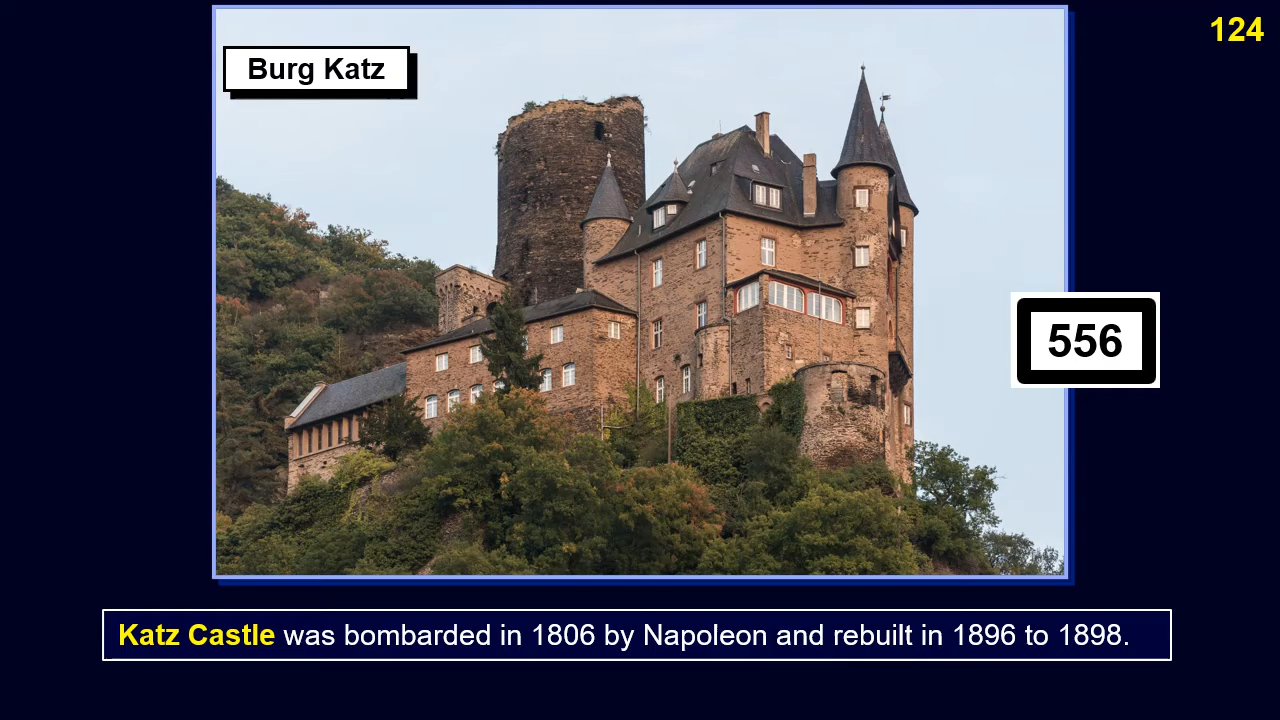 124
Burg Katz
556
Katz Castle was bombarded in 1806 by Napoleon and rebuilt in 1896 to 1898.